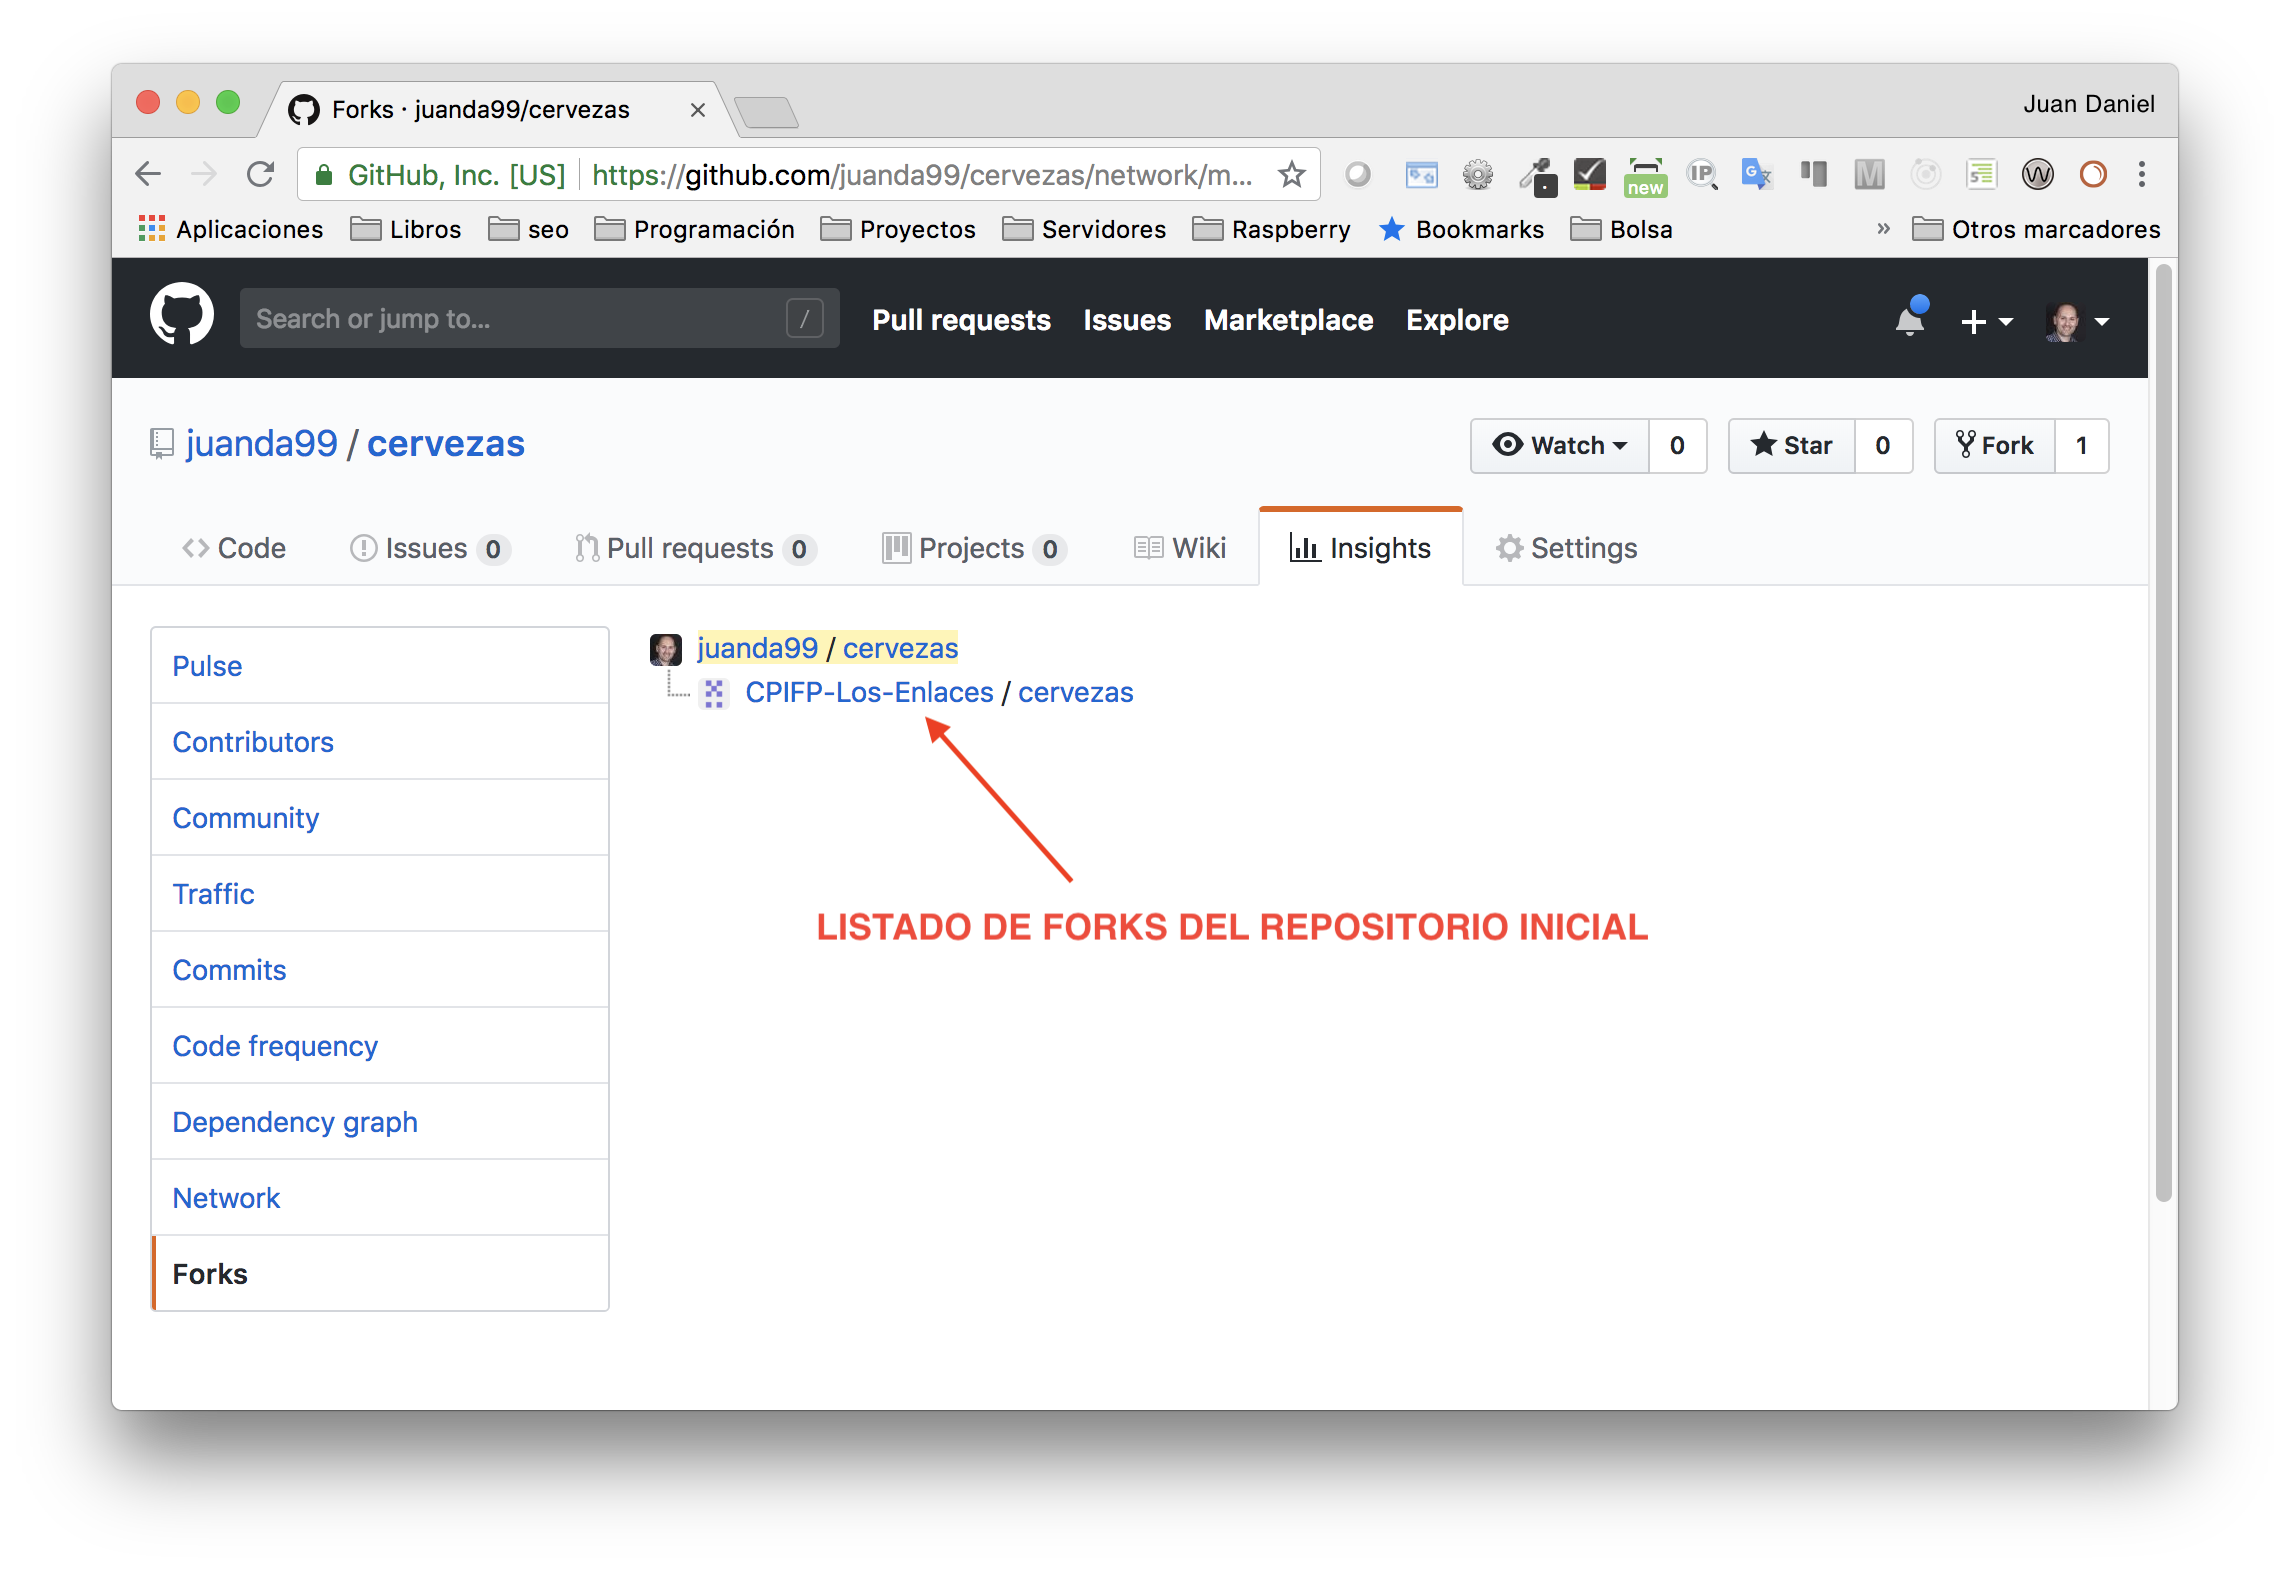 Forks · juanda99/cervezas
Juan Daniel
GitHub, Inc. [US] https://github.com/juanda99/cervezas/network/m...
new
IP
G
M
S
W
Aplicaciones Libros seo Programación Proyectos Servidores Raspberry Bookmarks Bolsa » Otros marcadores
Search or jump to... / Pull requests Issues Marketplace Explore
juanda99 / cervezas Watch 0 Star 0 Fork 1
Code Issues 0 Pull requests 0 Projects 0 Wiki Insights Settings
juanda99 / cervezas
CPIFP-Los-Enlaces / cervezas
LISTADO DE FORKS DEL REPOSITORIO INICIAL
Pulse
Contributors
Community
Traffic
Commits
Code frequency
Dependency graph
Network
Forks